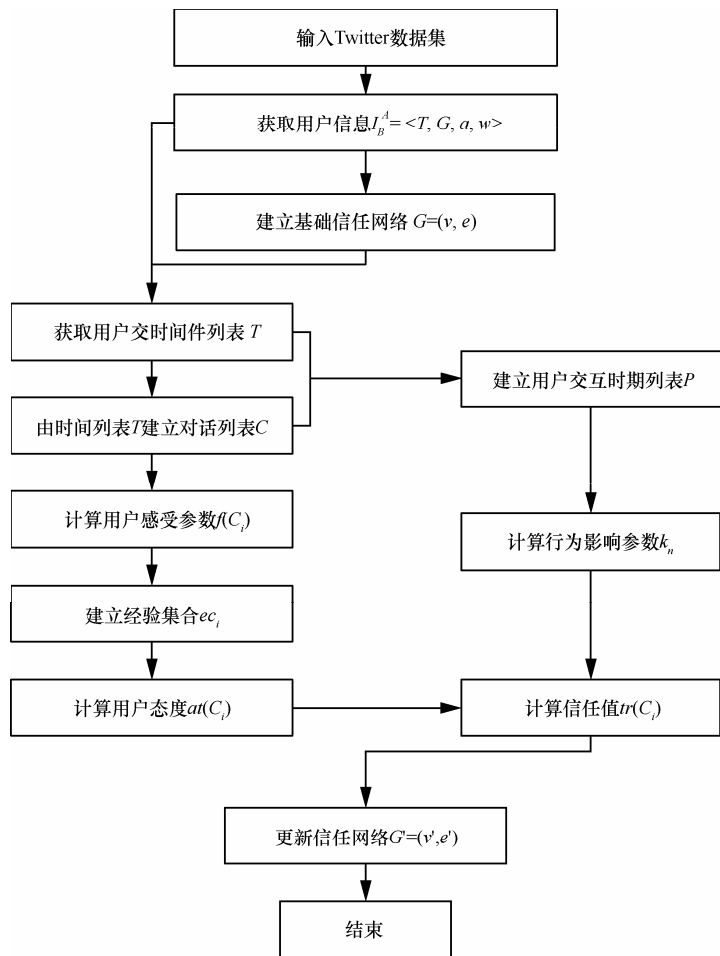 输入Twitter数据集
获取用户信息I_B^A= <T, G, a, w>
建立基础信任网络 G=(v, e)
获取用户交时间件列表 T
建立用户交互时期列表P
由时间列表T建立对话列表C
计算用户感受参数f(C_i)
计算行为影响参数k_n
建立经验集合ec_i
计算用户态度at(C_i)
计算信任值tr(C_i)
更新信任网络G'=(v',e')
结束